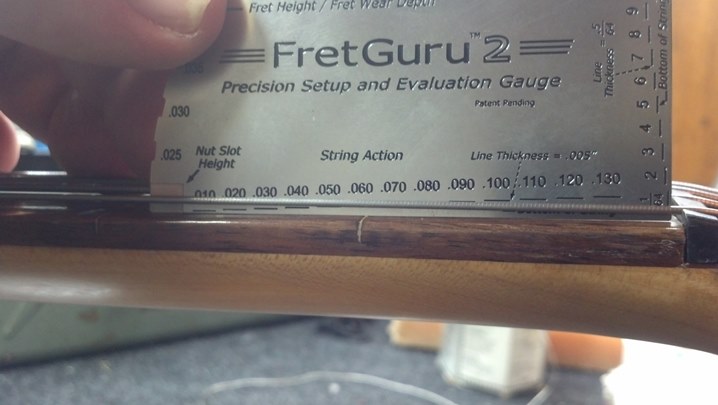 Fret Height / Fret Wear Depth
FretGuru™ 2
Precision Setup and Evaluation Gauge
Patent Pending
.030
.025
Nut Slot
Height
String Action
Line Thickness = .005"
.010 .020 .030 .040 .050 .060 .070 .080 .090 .100 .110 .120 .130
Line
Thickness = .5/64
Bottom of String
1 2 3 4 5 6 7 8 9
64